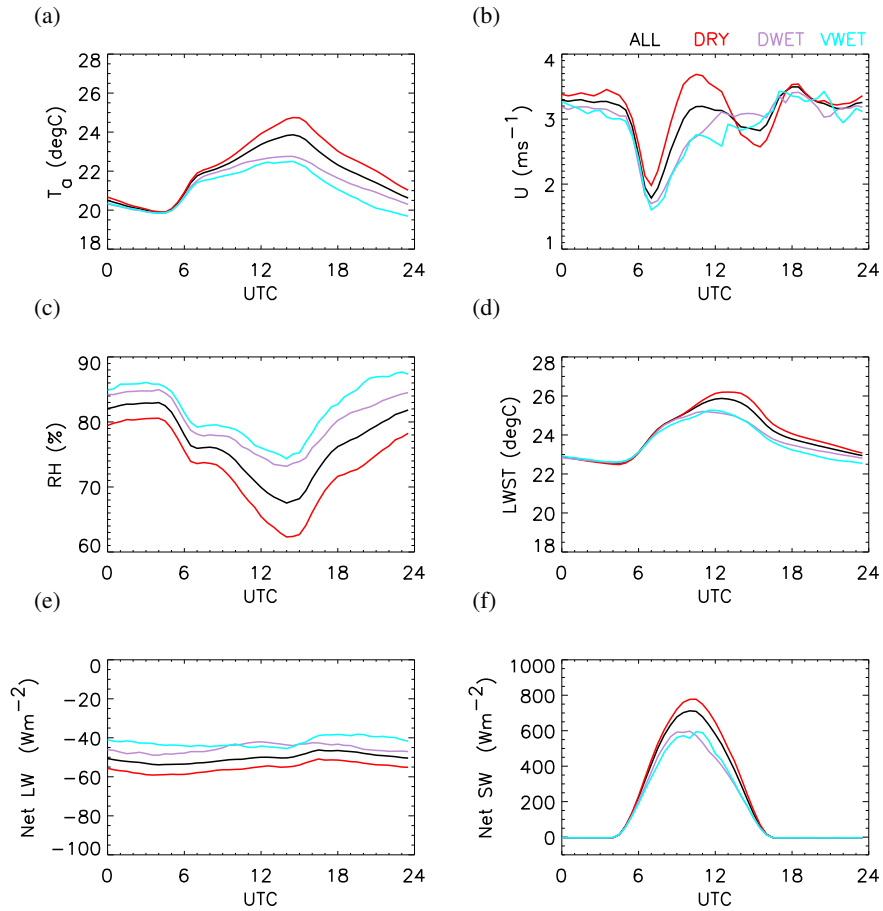 (a)
(b)
ALL DRY DWET VWET
28
26
24
22
20
18
T_a (degC)
0 6 12 18 24
UTC
4
3
2
1
U (ms⁻¹)
0 6 12 18 24
UTC
(c)
(d)
90
80
70
60
RH (%)
0 6 12 18 24
UTC
28
26
24
22
20
18
LWST (degC)
0 6 12 18 24
UTC
(e)
(f)
0
-20
-40
-60
-80
-100
Net LW (Wm⁻²)
0 6 12 18 24
UTC
1000
800
600
400
200
0
Net SW (Wm⁻²)
0 6 12 18 24
UTC